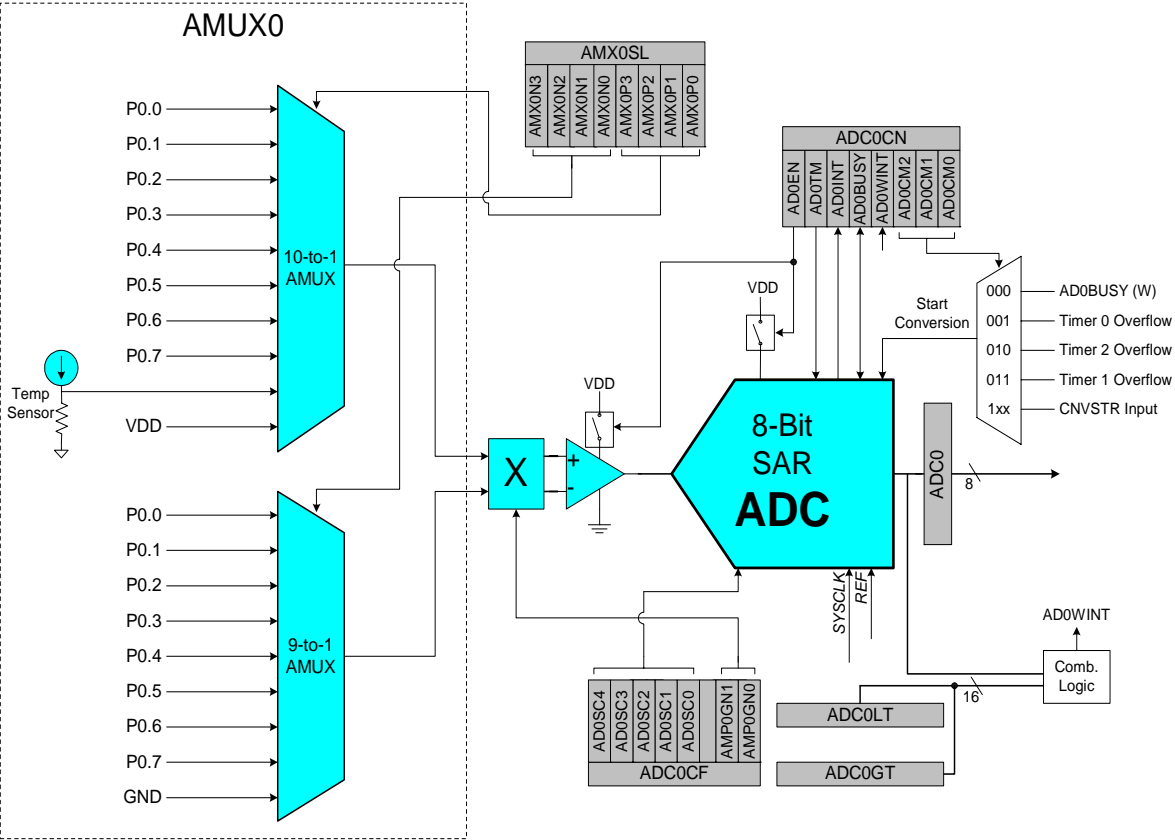 AMUX0
P0.0
P0.1
P0.2
P0.3
P0.4
P0.5
P0.6
P0.7
Temp
Sensor
VDD
10-to-1
AMUX
P0.0
P0.1
P0.2
P0.3
P0.4
P0.5
P0.6
P0.7
GND
9-to-1
AMUX
AMX0SL
AMX0N3
AMX0N2
AMX0N1
AMX0N0
AMX0P3
AMX0P2
AMX0P1
AMX0P0
ADC0CN
AD0EN
AD0TM
AD0INT
AD0BUSY
AD0WINT
AD0CM2
AD0CM1
AD0CM0
VDD
VDD
Start
Conversion
000
AD0BUSY (W)
001
Timer 0 Overflow
010
Timer 2 Overflow
011
Timer 1 Overflow
1xx
CNVSTR Input
X
+
-
8-Bit
SAR
ADC
ADC0
8
SYSCLK
REF
AD0WINT
Comb.
Logic
16
ADC0LT
ADC0GT
AD0SC4
AD0SC3
AD0SC2
AD0SC1
AD0SC0
AMP0GN1
AMP0GN0
ADC0CF